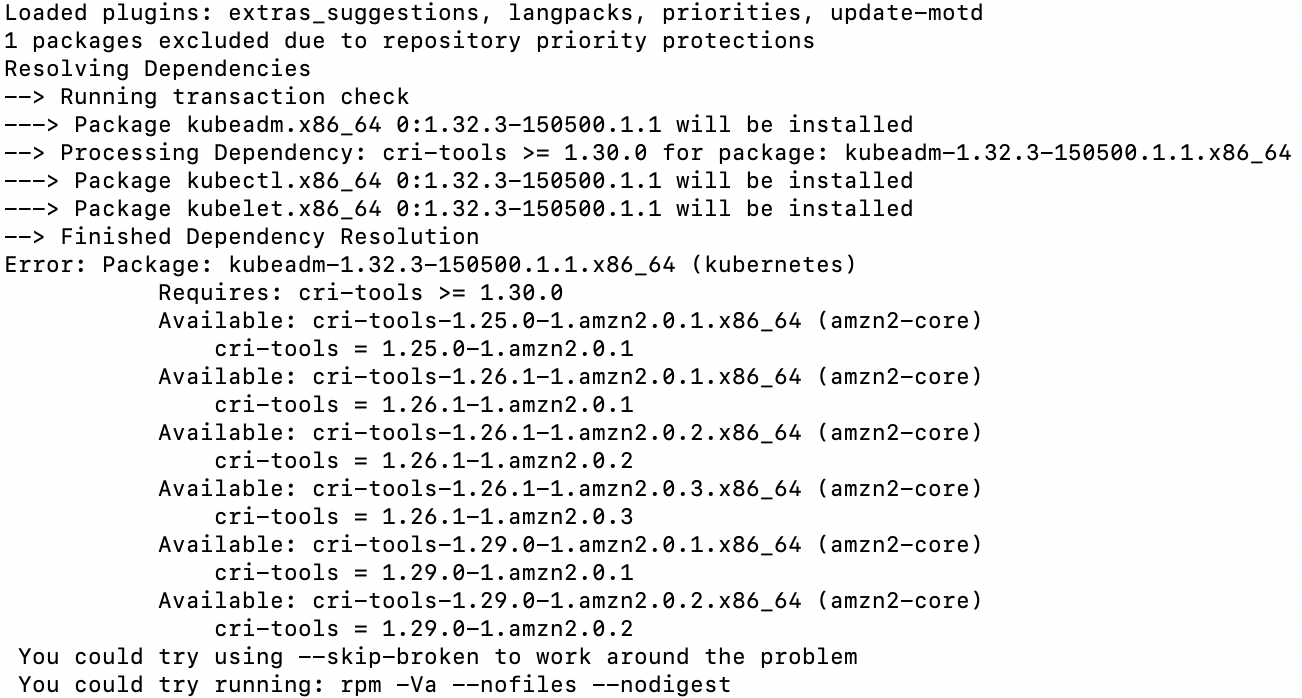 Loaded plugins: extras_suggestions, langpacks, priorities, update-motd
1 packages excluded due to repository priority protections
Resolving Dependencies
--> Running transaction check
---> Package kubeadm.x86_64 0:1.32.3-150500.1.1 will be installed
--> Processing Dependency: cri-tools >= 1.30.0 for package: kubeadm-1.32.3-150500.1.1.x86_64
---> Package kubectl.x86_64 0:1.32.3-150500.1.1 will be installed
---> Package kubelet.x86_64 0:1.32.3-150500.1.1 will be installed
--> Finished Dependency Resolution
Error: Package: kubeadm-1.32.3-150500.1.1.x86_64 (kubernetes)
           Requires: cri-tools >= 1.30.0
           Available: cri-tools-1.25.0-1.amzn2.0.1.x86_64 (amzn2-core)
               cri-tools = 1.25.0-1.amzn2.0.1
           Available: cri-tools-1.26.1-1.amzn2.0.1.x86_64 (amzn2-core)
               cri-tools = 1.26.1-1.amzn2.0.1
           Available: cri-tools-1.26.1-1.amzn2.0.2.x86_64 (amzn2-core)
               cri-tools = 1.26.1-1.amzn2.0.2
           Available: cri-tools-1.26.1-1.amzn2.0.3.x86_64 (amzn2-core)
               cri-tools = 1.26.1-1.amzn2.0.3
           Available: cri-tools-1.29.0-1.amzn2.0.1.x86_64 (amzn2-core)
               cri-tools = 1.29.0-1.amzn2.0.1
           Available: cri-tools-1.29.0-1.amzn2.0.2.x86_64 (amzn2-core)
               cri-tools = 1.29.0-1.amzn2.0.2
 You could try using --skip-broken to work around the problem
 You could try running: rpm -Va --nofiles --nodigest